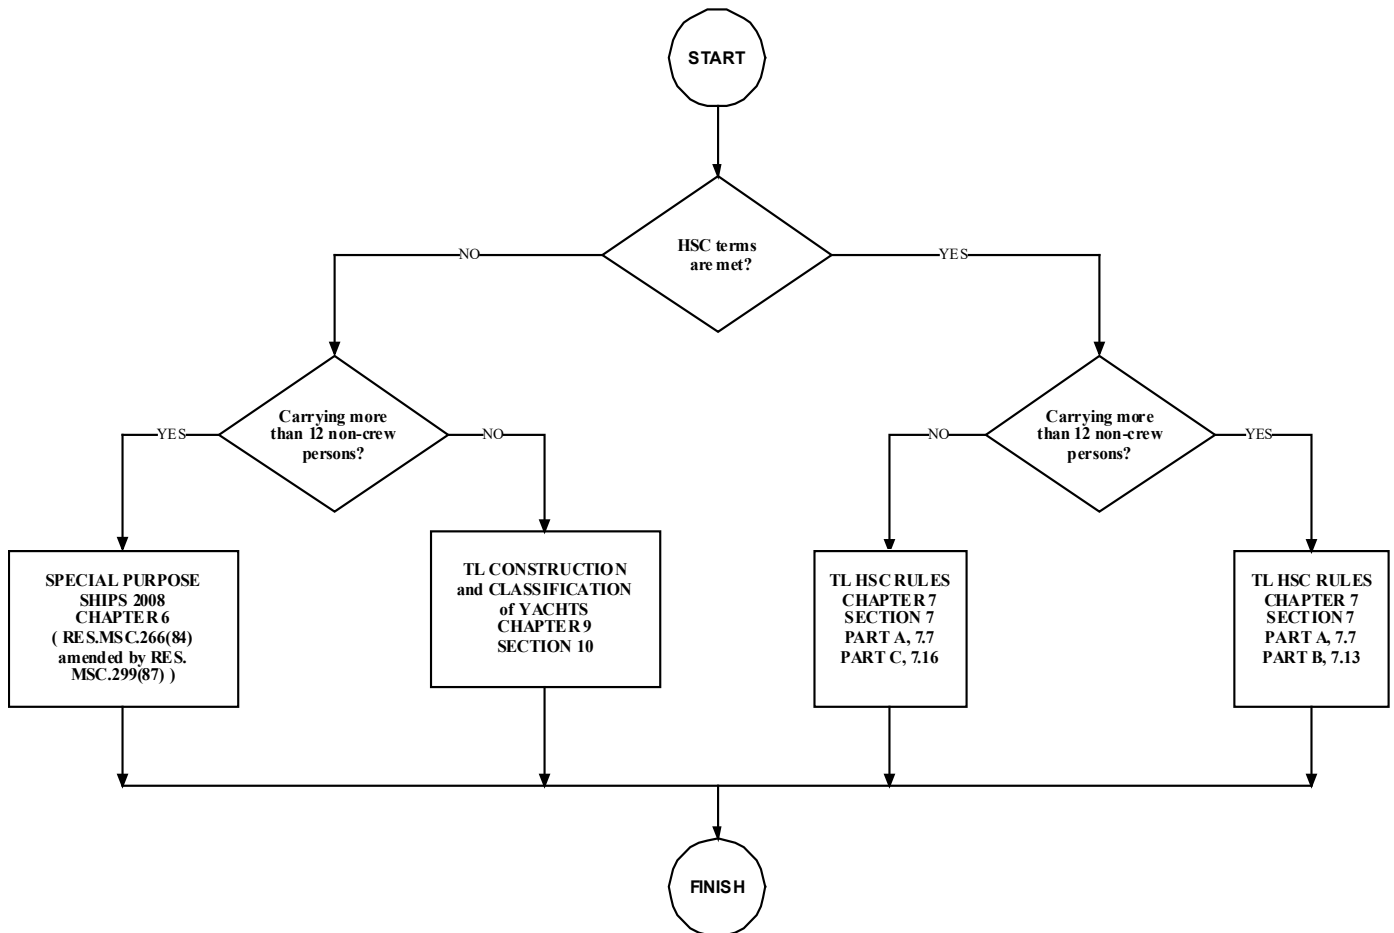 START
HSC terms
are met?
NO
YES
Carrying more
than 12 non-crew
persons?
Carrying more
than 12 non-crew
persons?
YES
NO
NO
YES
SPECIAL PURPOSE
SHIPS 2008
CHAPTER 6
( RES.MSC.266(84)
amended by RES.
MSC.299(87) )
TL CONSTRUCTION
and CLASSIFICATION
of YACHTS
CHAPTER 9
SECTION 10
TL HSC RULES
CHAPTER 7
SECTION 7
PART A, 7.7
PART C, 7.16
TL HSC RULES
CHAPTER 7
SECTION 7
PART A, 7.7
PART B, 7.13
FINISH